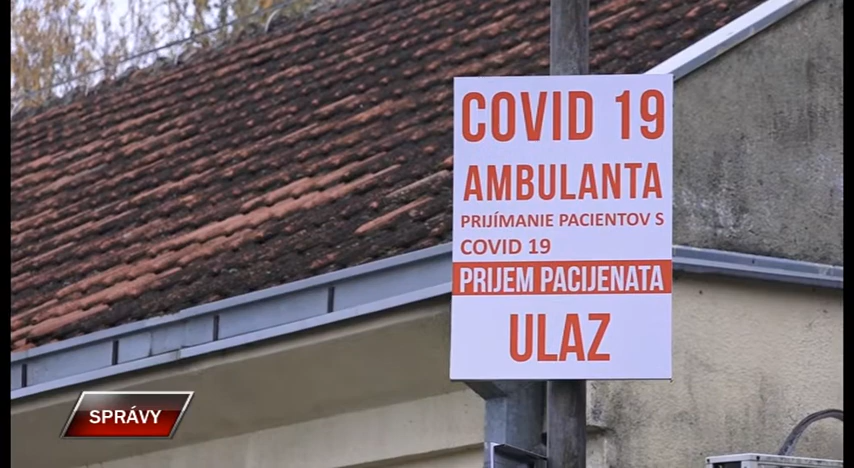 COVID 19
AMBULANTA
PRIJÍMANIE PACIENTOV S
COVID 19
PRIJEM PACIJENATA
ULAZ
SPRÁVY